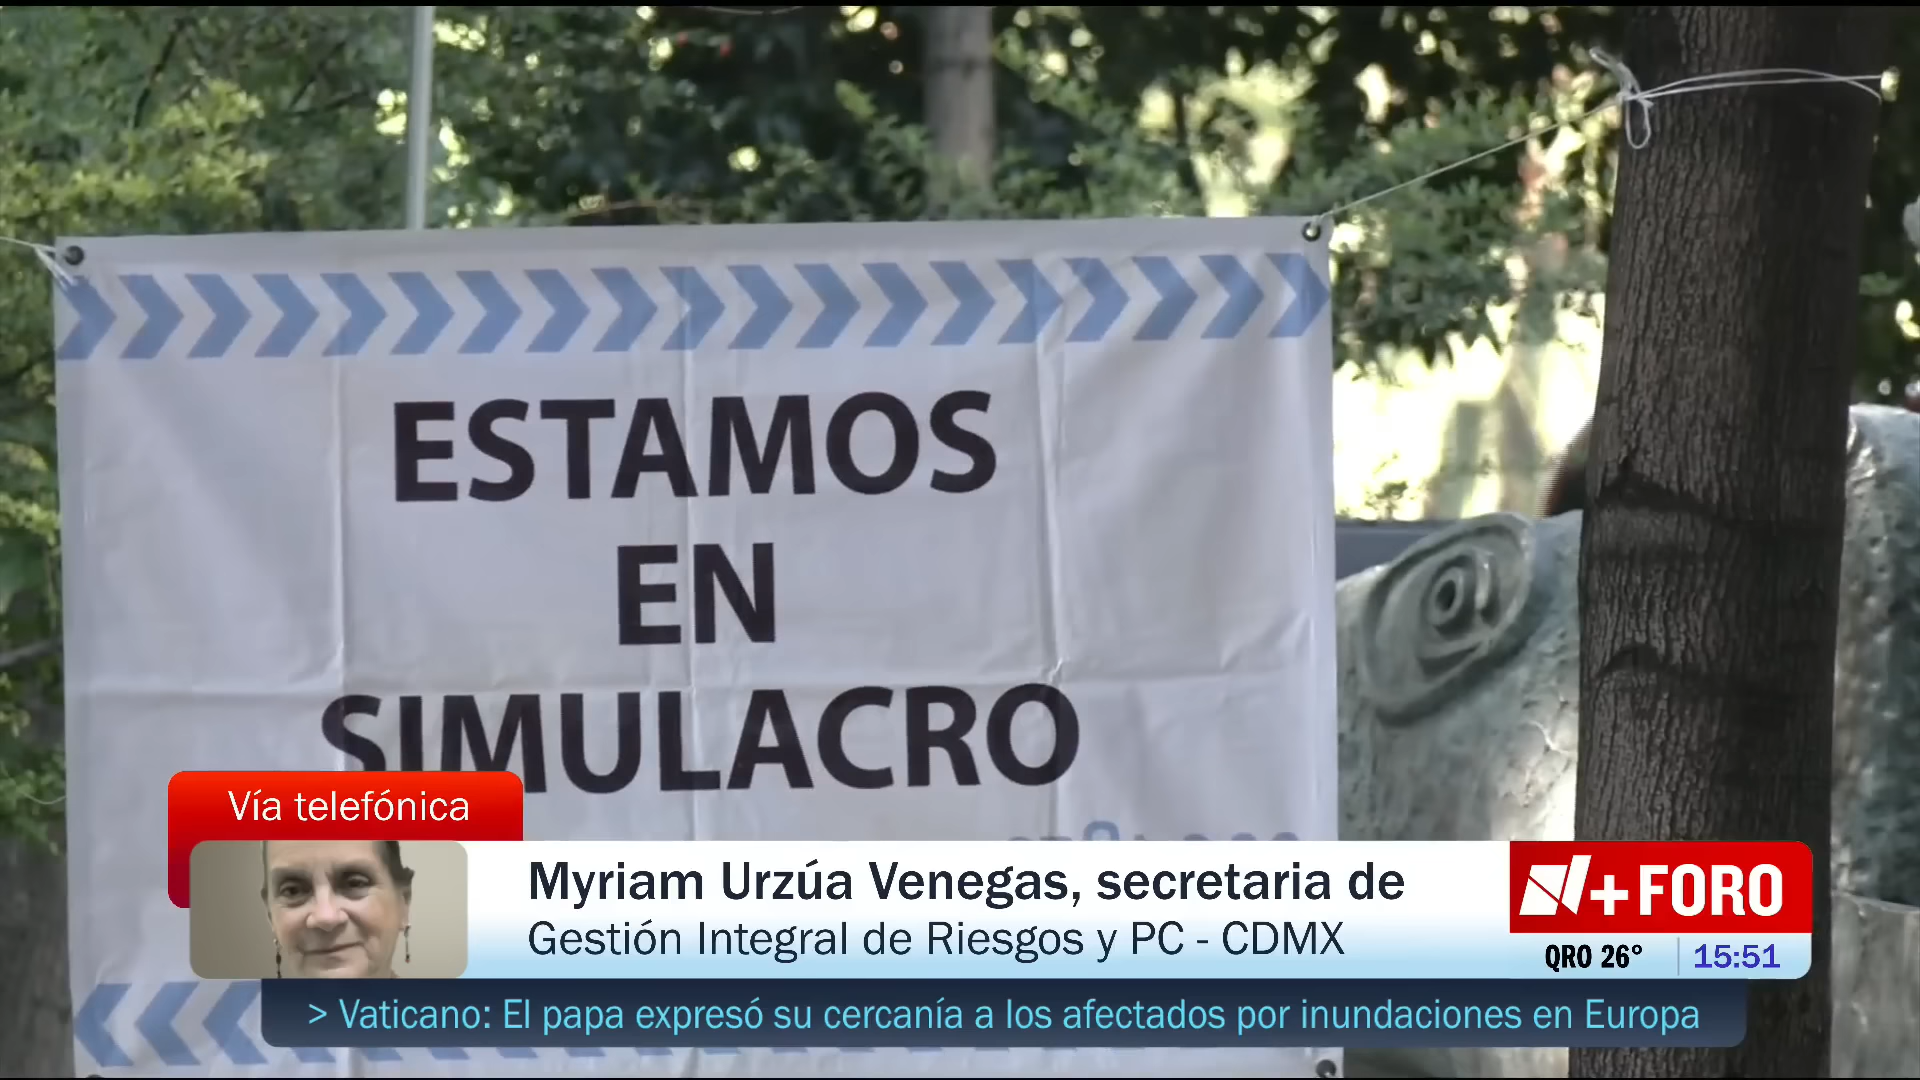 ESTAMOS
EN
SIMULACRO
Vía telefónica
Myriam Urzúa Venegas, secretaria de
Gestión Integral de Riesgos y PC - CDMX
N+FORO
QRO 26° 15:51
> Vaticano: El papa expresó su cercanía a los afectados por inundaciones en Europa